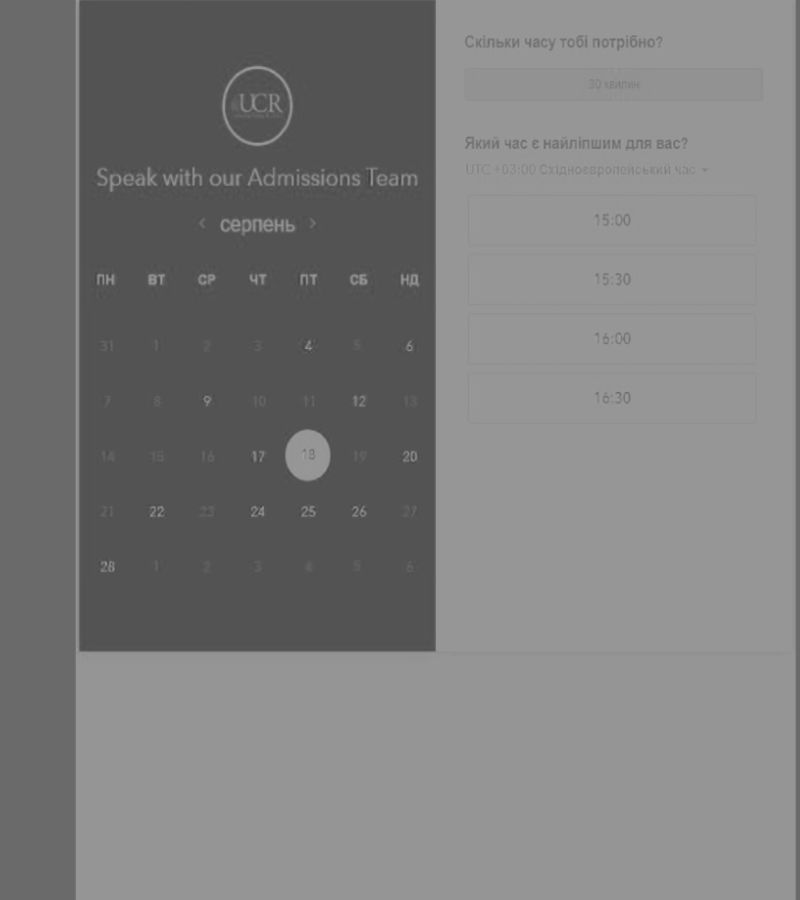 UCR
Speak with our Admissions Team
< серпень >
ПН ВТ СР ЧТ ПТ СБ НД
31 1 2 3 4 5 6
7 8 9 10 11 12 13
14 15 16 17 18 19 20
21 22 23 24 25 26 27
28 1 2 3 4 5 6
Скільки часу тобі потрібно?
30 хвилин
Який час є найліпшим для вас?
UTC +03:00 Східноєвропейський час
15:00
15:30
16:00
16:30